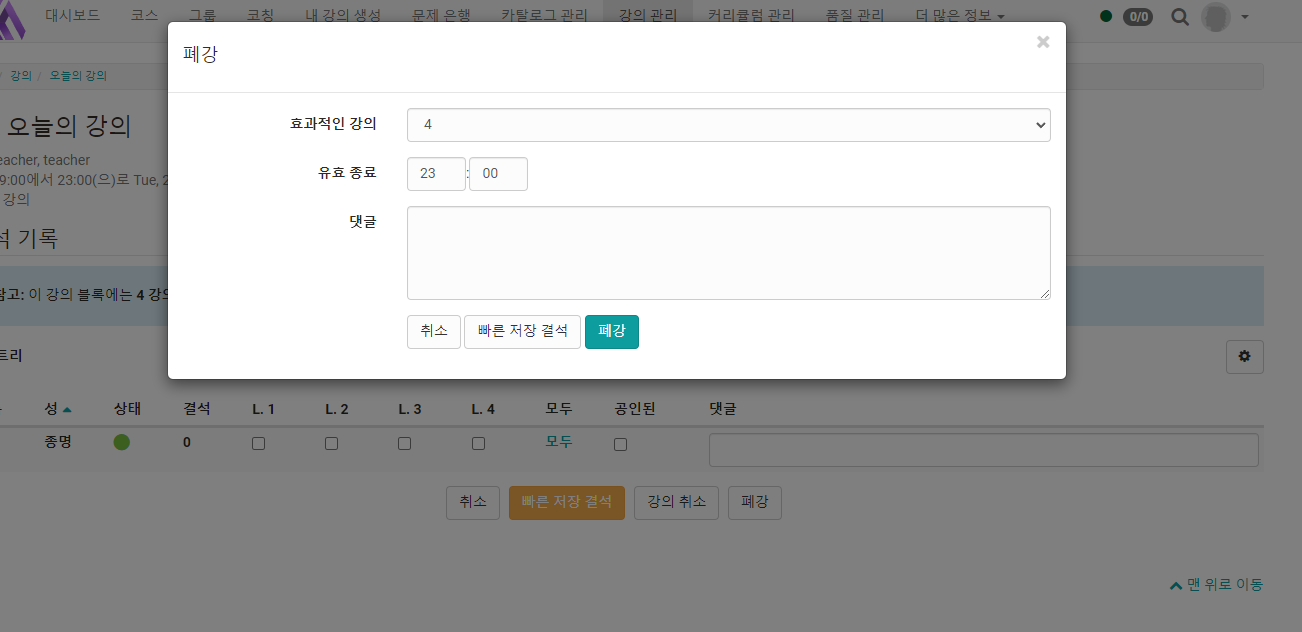 대시보드 코스 그룹 코칭 내 강의 생성 문제 은행 카탈로그 관리 강의 관리 커리큘럼 관리 품질 관리 더 많은 정보 0/0
폐강 ×
/ 강의 / 오늘의 강의
오늘의 강의
효과적인 강의 4
eacher, teacher
유효 종료 23 : 00
9:00에서 23:00(으)로 Tue, 2
강의
댓글
석 기록
참고: 이 강의 블록에는 4 강의
취소 빠른 저장 결석 폐강
트리
성 상태 결석 L. 1 L. 2 L. 3 L. 4 모두 공인된 댓글
종명 0 모두
취소 빠른 저장 결석 강의 취소 폐강
맨 위로 이동